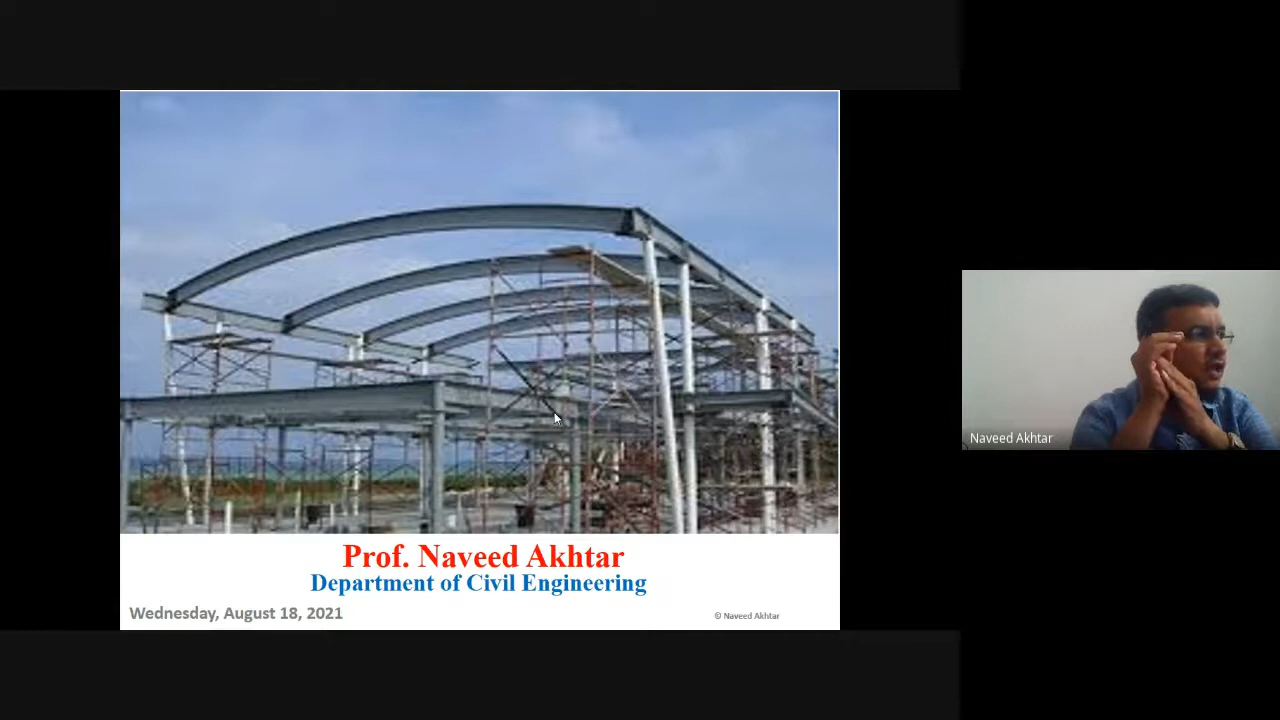 Prof. Naveed Akhtar
Department of Civil Engineering
Wednesday, August 18, 2021
© Naveed Akhtar
Naveed Akhtar